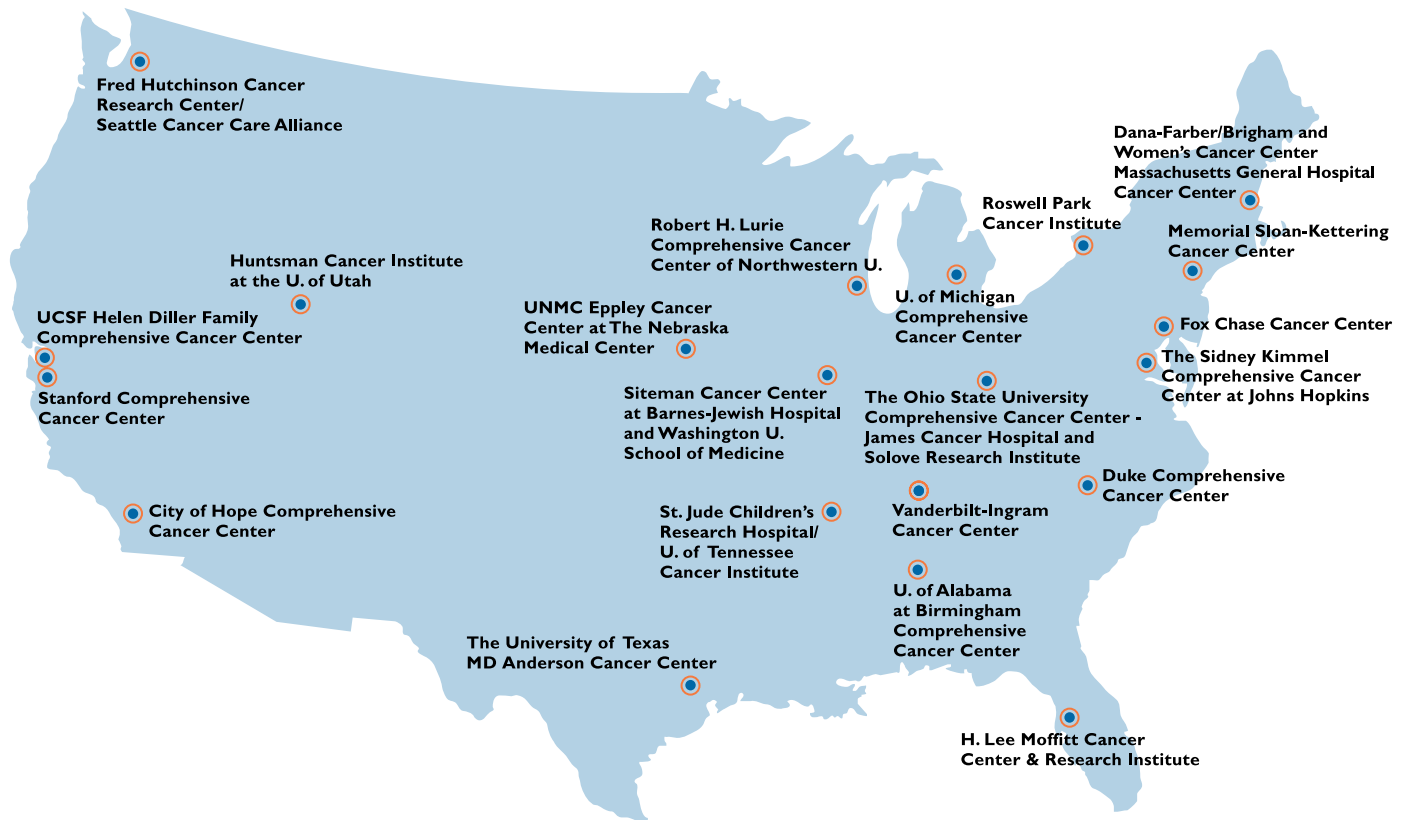 Fred Hutchinson Cancer
Research Center/
Seattle Cancer Care Alliance
Dana-Farber/Brigham and
Women's Cancer Center
Massachusetts General Hospital
Cancer Center
Roswell Park
Cancer Institute
Memorial Sloan-Kettering
Cancer Center
Robert H. Lurie
Comprehensive Cancer
Center of Northwestern U.
Huntsman Cancer Institute
at the U. of Utah
U. of Michigan
Comprehensive
Cancer Center
UNMC Eppley Cancer
Center at The Nebraska
Medical Center
UCSF Helen Diller Family
Comprehensive Cancer Center
Fox Chase Cancer Center
The Sidney Kimmel
Comprehensive Cancer
Center at Johns Hopkins
Stanford Comprehensive
Cancer Center
Siteman Cancer Center
at Barnes-Jewish Hospital
and Washington U.
School of Medicine
The Ohio State University
Comprehensive Cancer Center -
James Cancer Hospital and
Solove Research Institute
Duke Comprehensive
Cancer Center
City of Hope Comprehensive
Cancer Center
St. Jude Children's
Research Hospital/
U. of Tennessee
Cancer Institute
Vanderbilt-Ingram
Cancer Center
U. of Alabama
at Birmingham
Comprehensive
Cancer Center
The University of Texas
MD Anderson Cancer Center
H. Lee Moffitt Cancer
Center & Research Institute